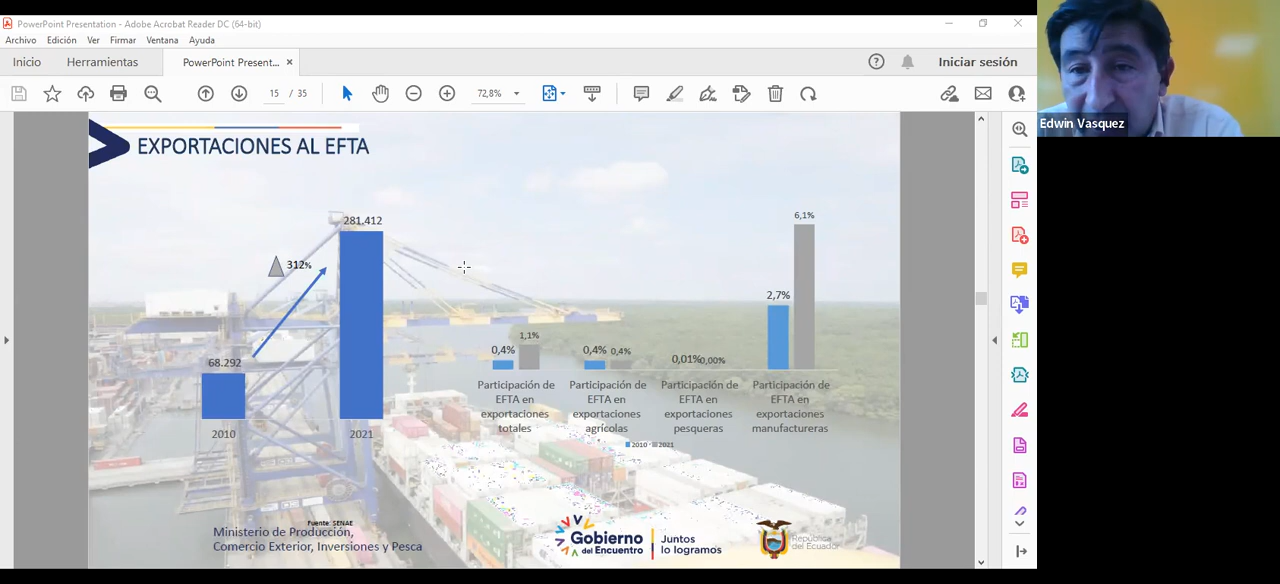 PowerPoint Presentation - Adobe Acrobat Reader DC (64-bit)
Archivo Edición Ver Firmar Ventana Ayuda
Inicio Herramientas PowerPoint Present... × Iniciar sesión
15 / 35 72,8%
Edwin Vasquez
EXPORTACIONES AL EFTA
281.412
312%
68.292
2010 2021
0,4% 1,1%
0,4% 0,4%
0,01% 0,00%
2,7% 6,1%
Participación de
EFTA en
exportaciones
totales
Participación de
EFTA en
exportaciones
agrícolas
Participación de
EFTA en
exportaciones
pesqueras
Participación de
EFTA en
exportaciones
manufactureras
2010 2021
Fuente: SENAE
Ministerio de Producción,
Comercio Exterior, Inversiones y Pesca
Gobierno
del Encuentro
Juntos
lo logramos
República
del Ecuador